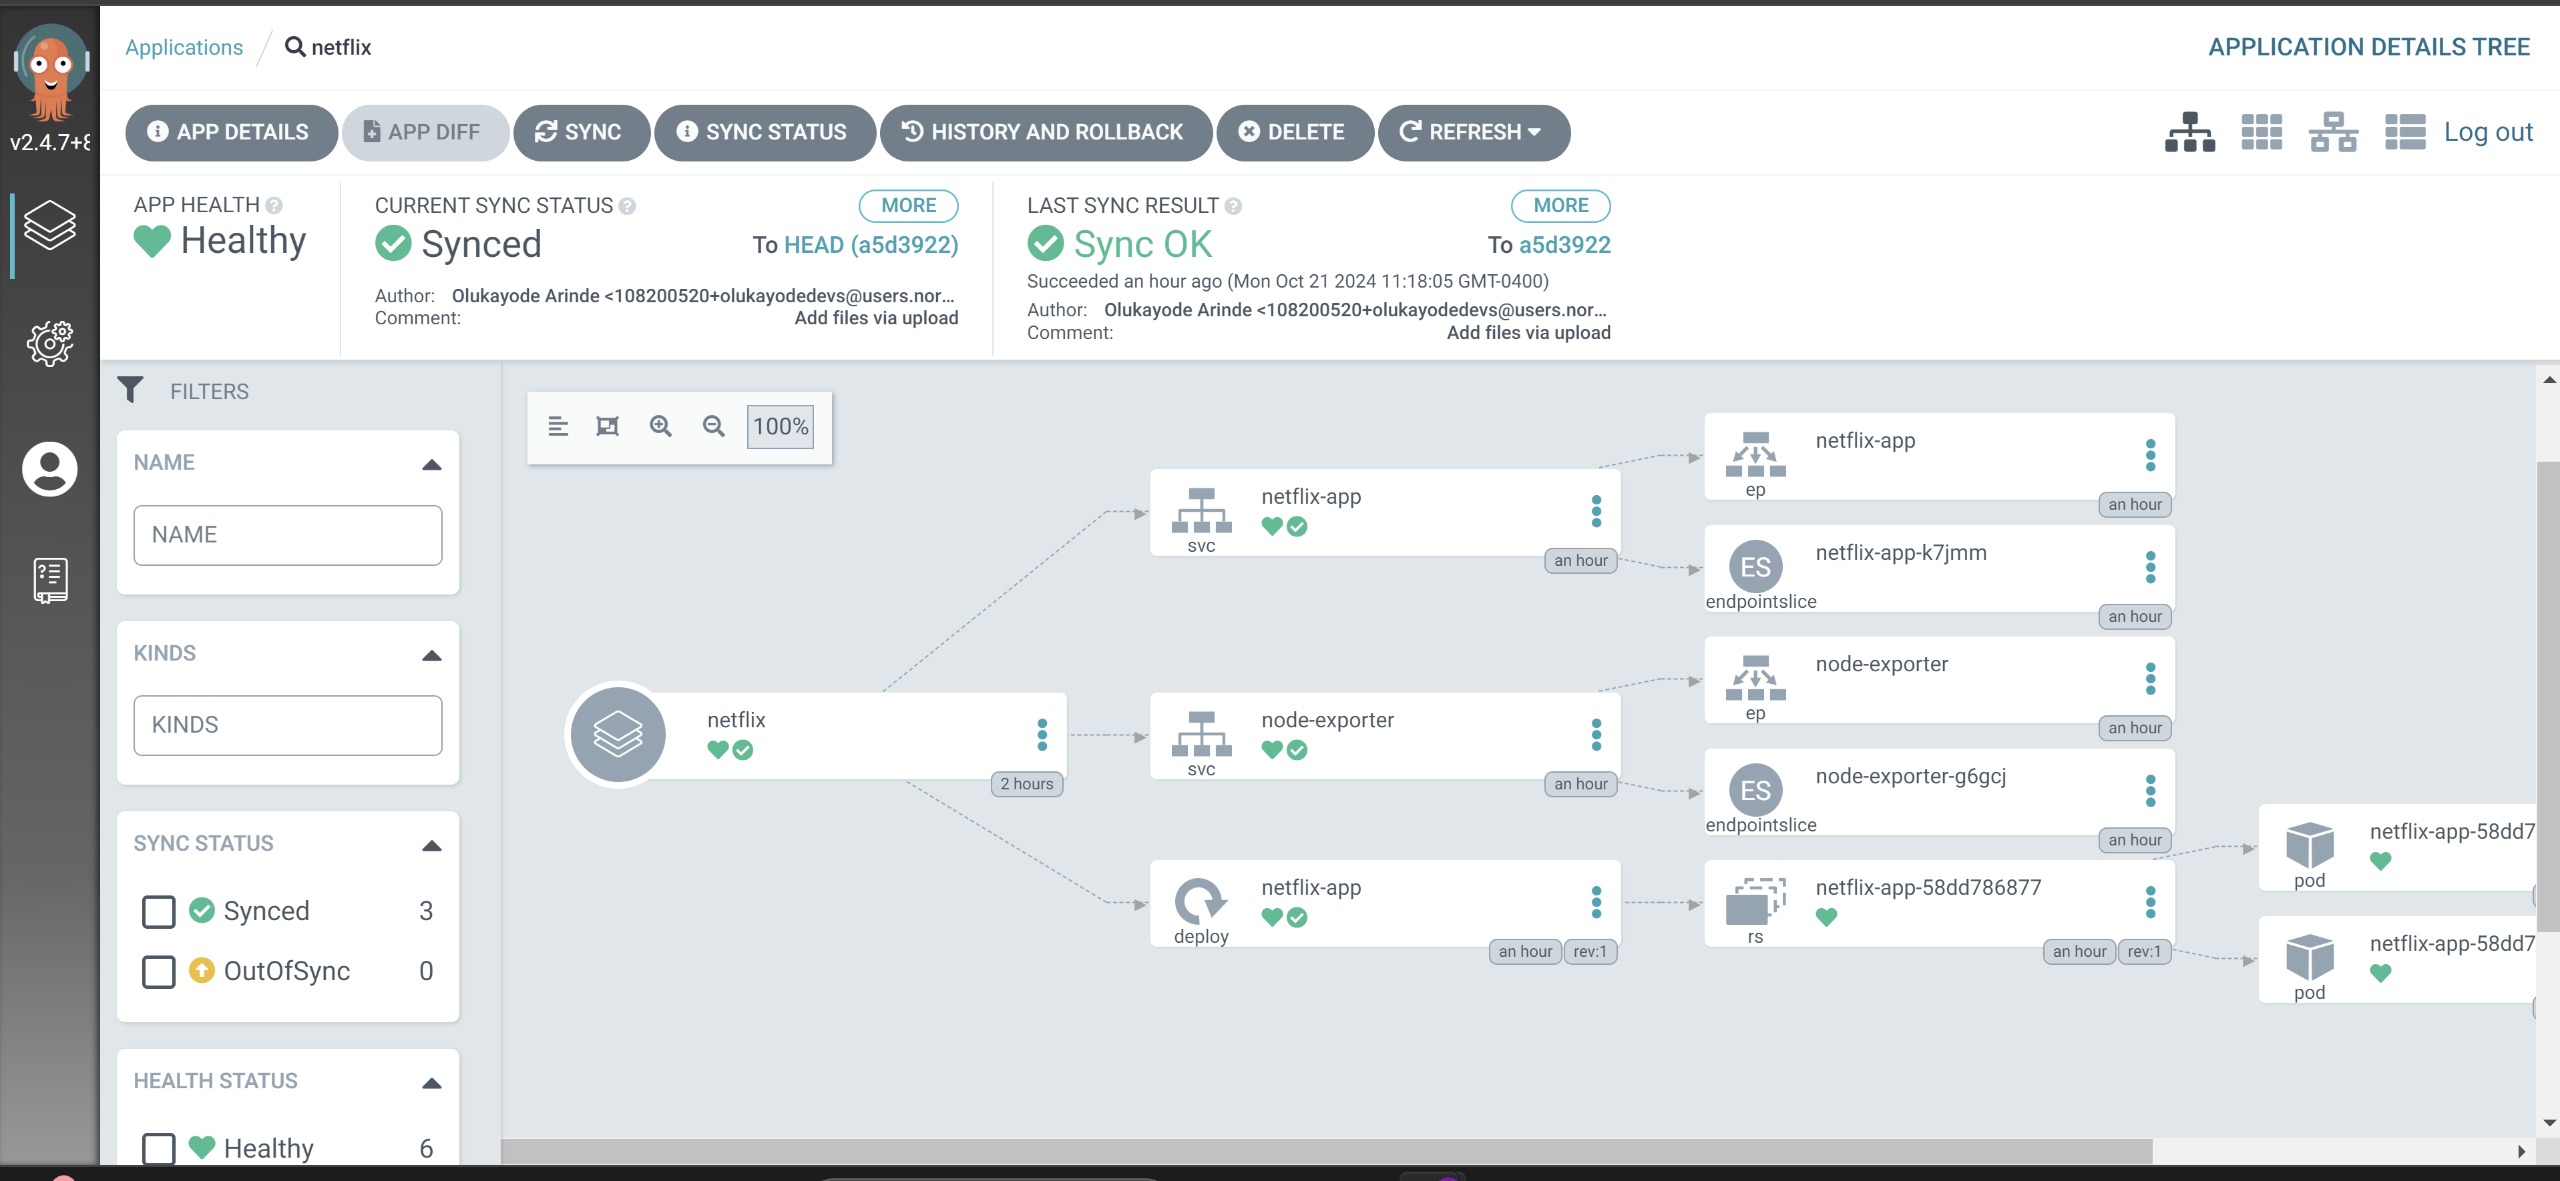 Applications / netflix
APPLICATION DETAILS TREE
v2.4.7+8
APP DETAILS
APP DIFF
SYNC
SYNC STATUS
HISTORY AND ROLLBACK
DELETE
REFRESH
Log out
APP HEALTH
Healthy
CURRENT SYNC STATUS
MORE
Synced
To HEAD (a5d3922)
Author: Olukayode Arinde <108200520+olukayodedevs@users.nor...
Comment: Add files via upload
LAST SYNC RESULT
MORE
Sync OK
To a5d3922
Succeeded an hour ago (Mon Oct 21 2024 11:18:05 GMT-0400)
Author: Olukayode Arinde <108200520+olukayodedevs@users.nor...
Comment: Add files via upload
FILTERS
NAME
NAME
KINDS
KINDS
SYNC STATUS
Synced 3
OutOfSync 0
HEALTH STATUS
Healthy 6
100%
netflix
2 hours
netflix-app
svc
an hour
node-exporter
svc
an hour
netflix-app
deploy
an hour rev:1
netflix-app
ep
an hour
ES
netflix-app-k7jmm
endpointslice
an hour
node-exporter
ep
an hour
ES
node-exporter-g6gcj
endpointslice
an hour
netflix-app-58dd786877
rs
an hour rev:1
netflix-app-58dd7
pod
netflix-app-58dd7
pod